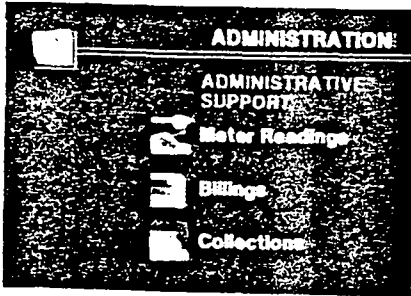 ADMINISTRATION
ADMINISTRATIVE
SUPPORT
Meter Readings
Billings
Collections